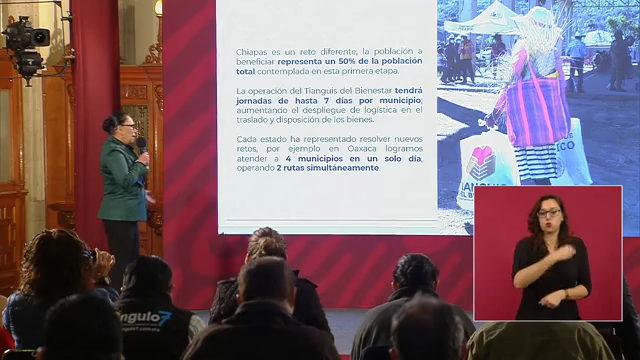 Chiapas es un reto diferente, la población a
beneficiar representa un 50% de la población
total contemplada en esta primera etapa.
La operación del Tianguis del Bienestar tendrá
jornadas de hasta 7 días por municipio;
aumentando el despliegue de logística en el
traslado y disposición de los bienes.
Cada estado ha representado resolver nuevos
retos, por ejemplo en Oaxaca logramos
atender a 4 municipios en un solo día,
operando 2 rutas simultáneamente.
ngulo7